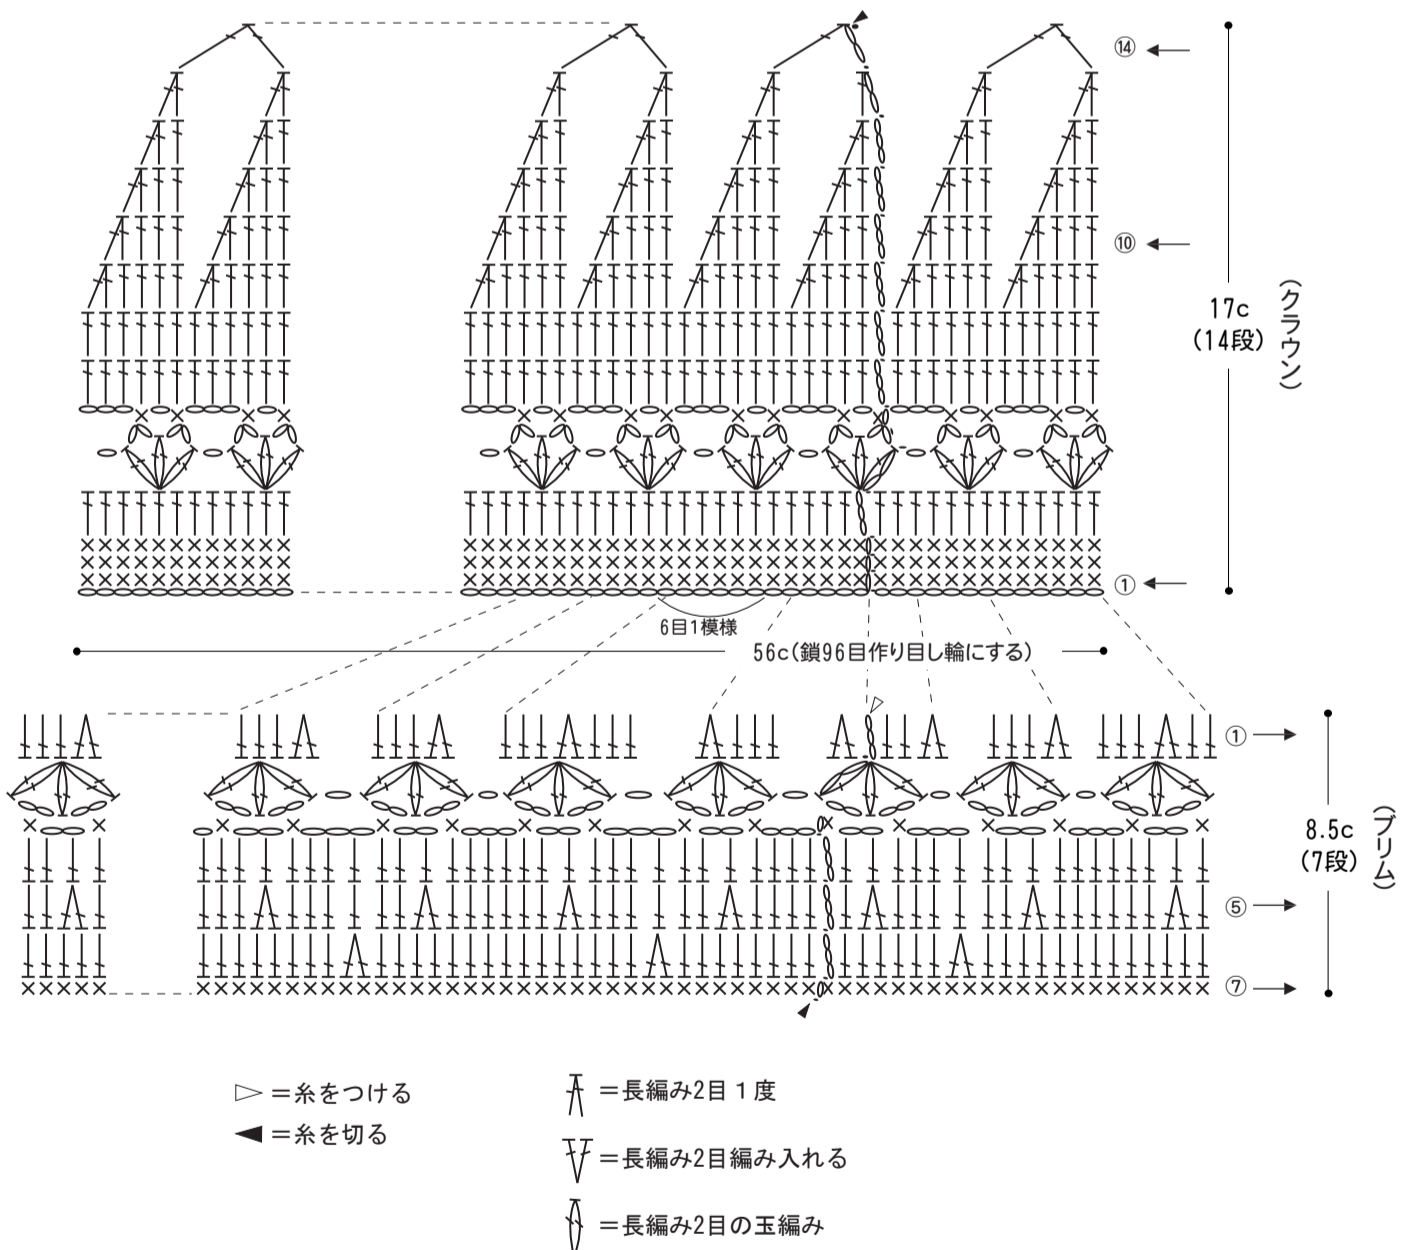 ⑭
⑩
17c
(14段)
(クラウン)
①
6目1模様
56c(鎖96目作り目し輪にする)
①
⑤
8.5c
(7段)
(ブリム)
⑦
=糸をつける
=糸を切る
=長編み2目1度
=長編み2目編み入れる
=長編み2目の玉編み